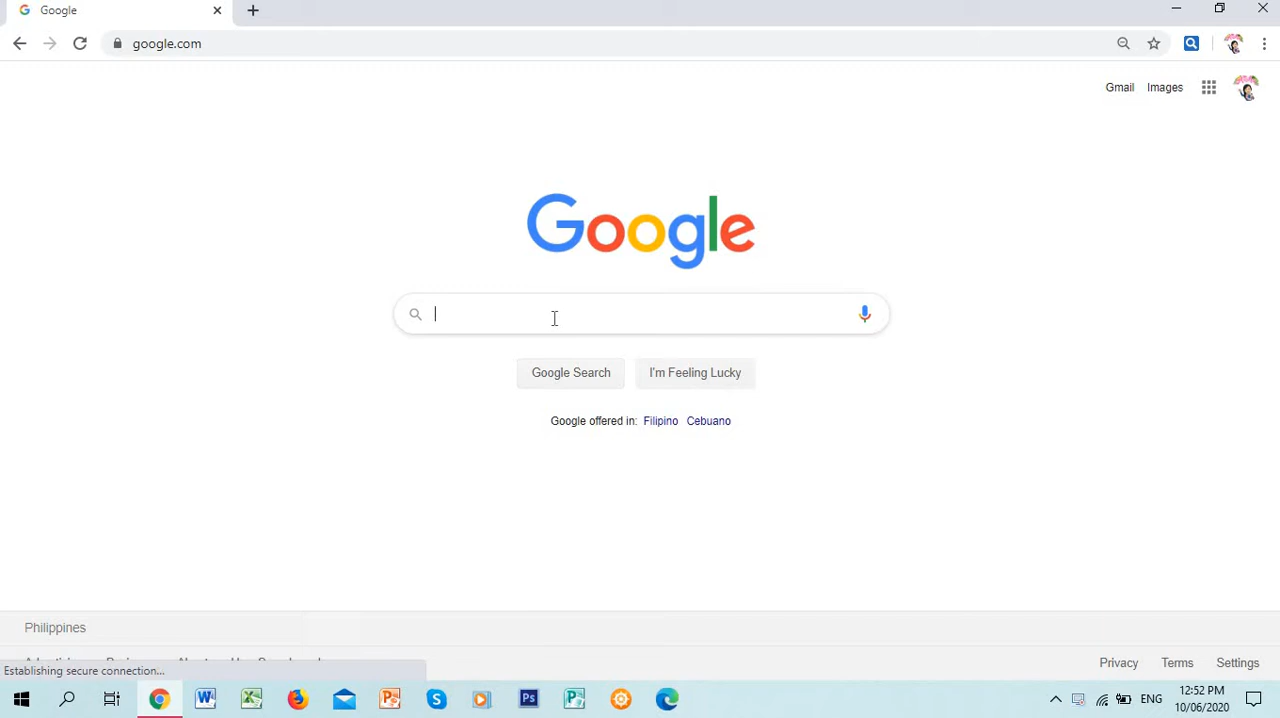 Google
google.com
Gmail Images
Google
Google Search I'm Feeling Lucky
Google offered in: Filipino Cebuano
Philippines
Privacy Terms Settings
Establishing secure connection...
ENG 12:52 PM
10/06/2020